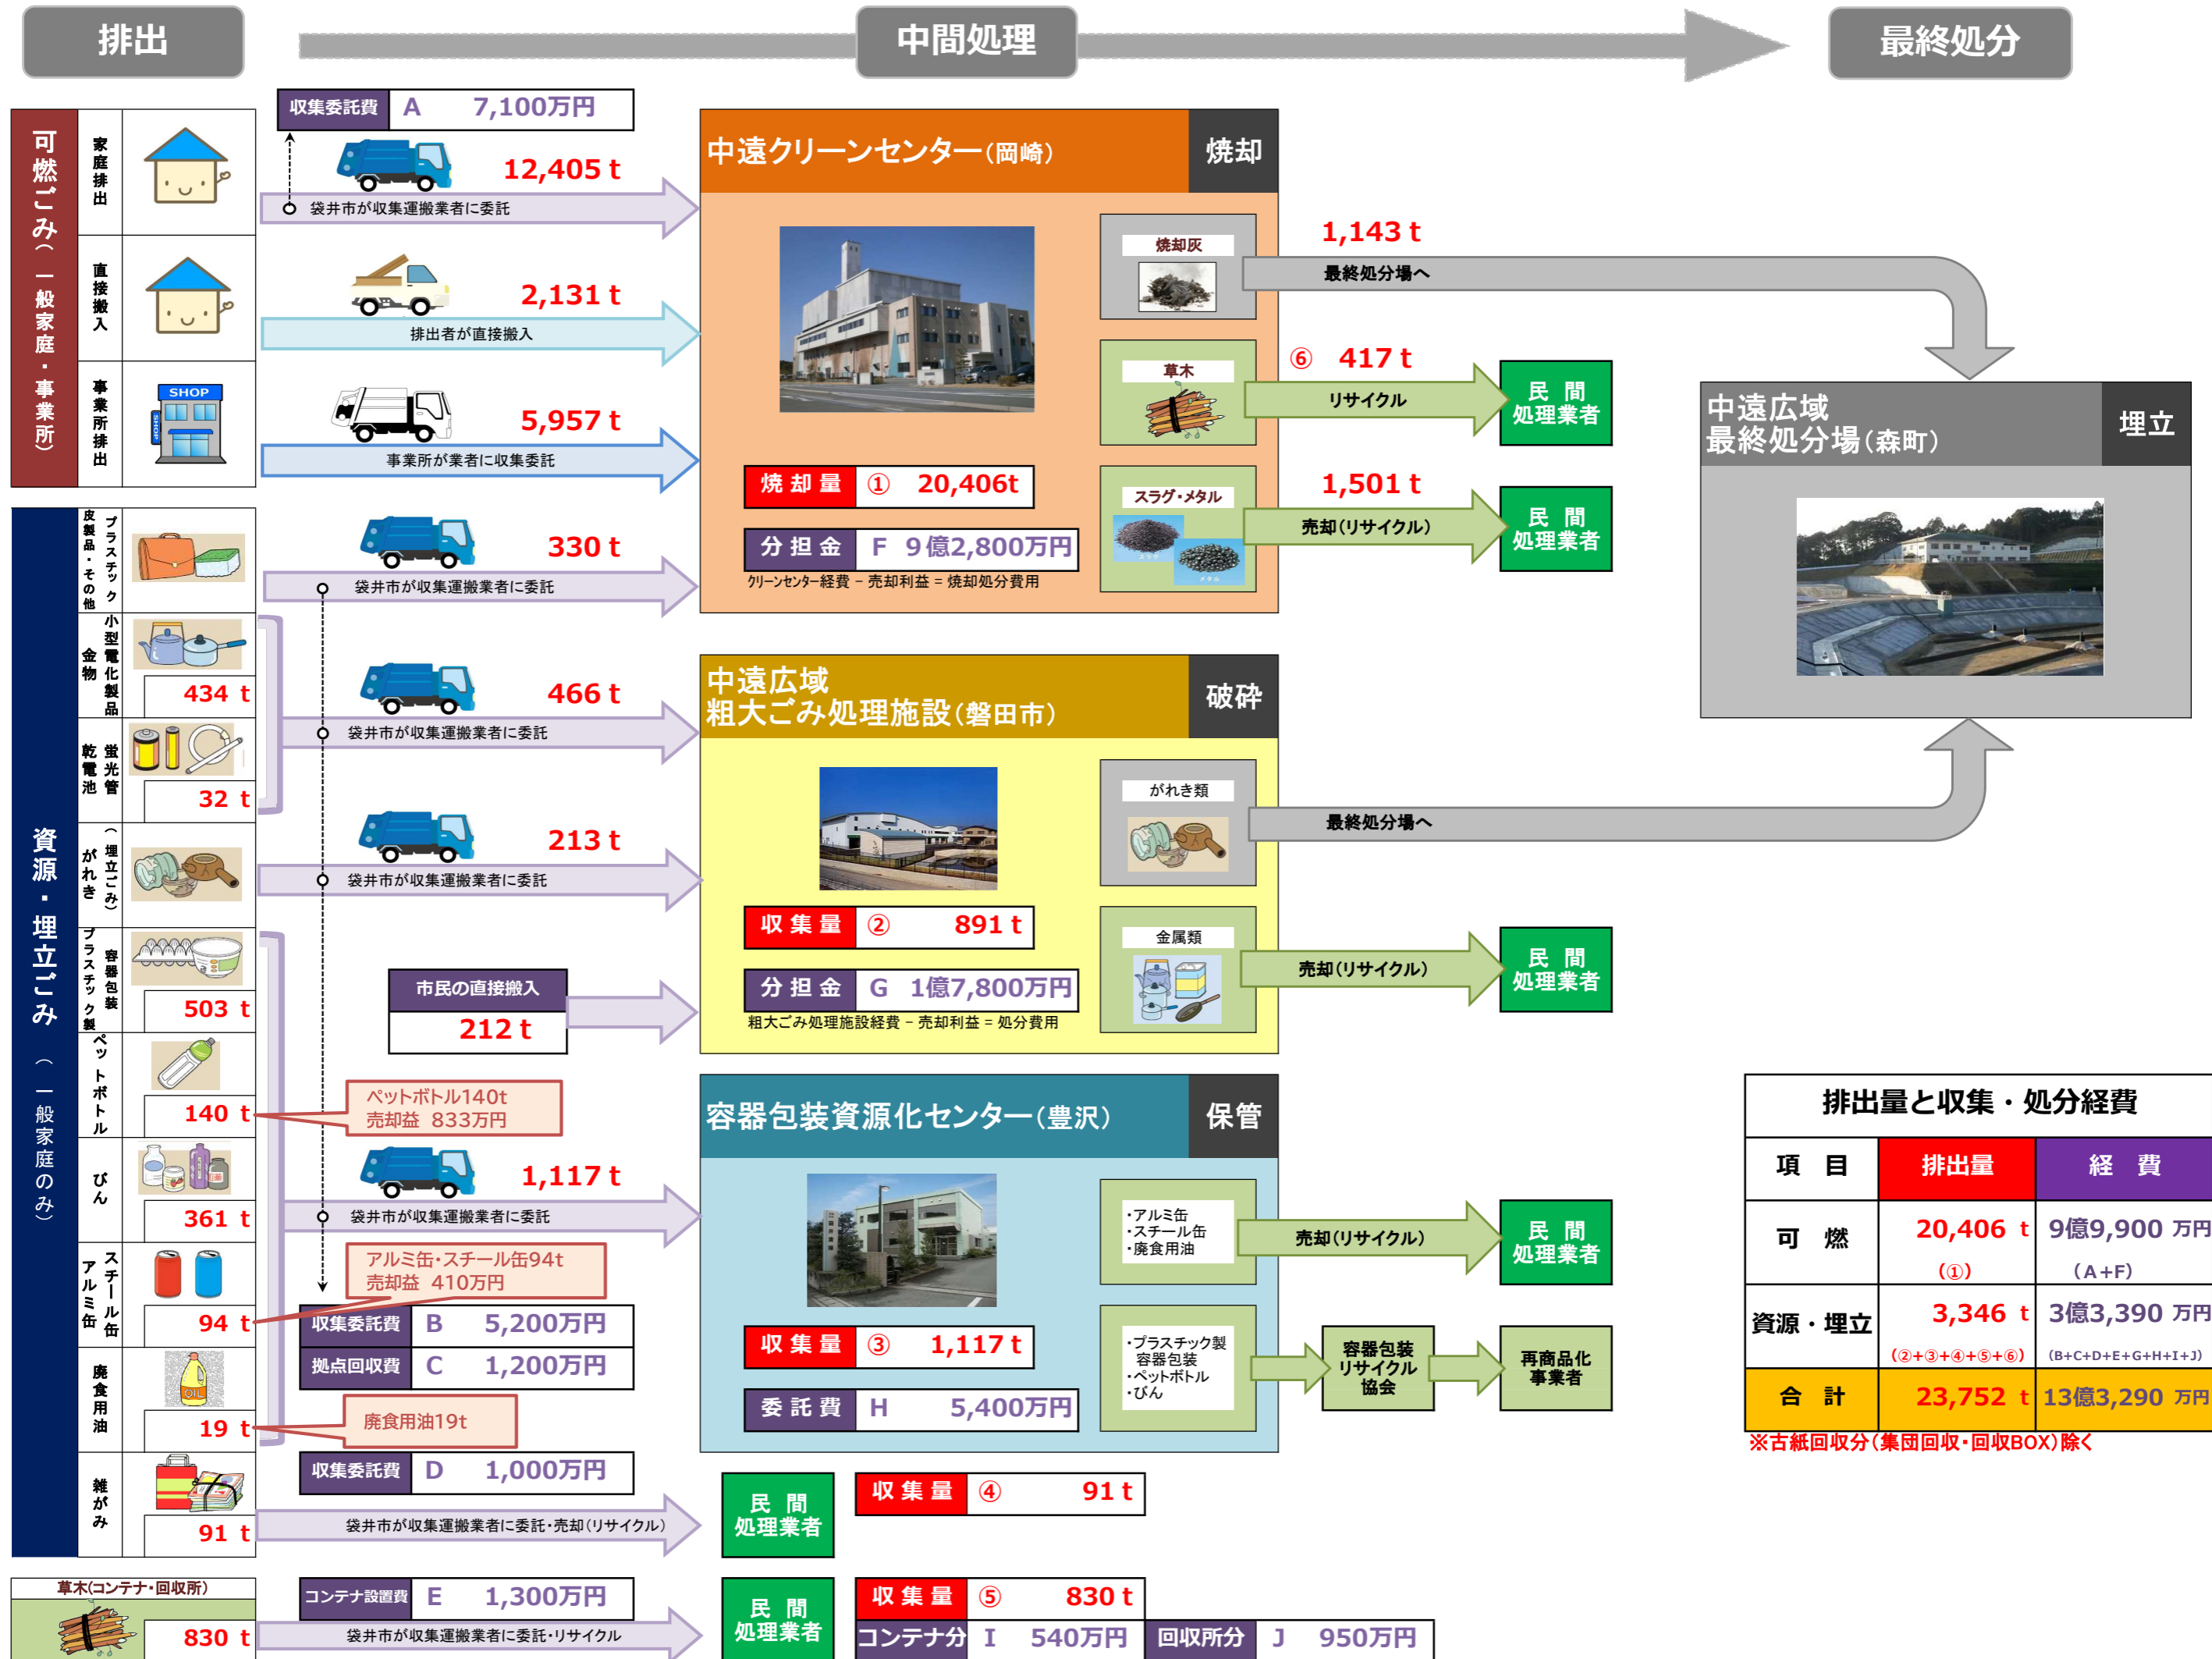 排出
中間処理
最終処分
収集委託費 A 7,100万円
可燃ごみ（一般家庭・事業所）
家庭排出
12,405 t
袋井市が収集運搬業者に委託
直接搬入
2,131 t
排出者が直接搬入
事業所排出
SHOP
SHOP
5,957 t
事業所が業者に収集委託
中遠クリーンセンター(岡崎)
焼却
焼却灰
1,143 t
最終処分場へ
草木
⑥ 417 t
リサイクル
民間
処理業者
焼却量 ① 20,406t
スラグ・メタル
メタル
1,501 t
売却(リサイクル)
民間
処理業者
分担金 F 9億2,800万円
クリーンセンター経費 − 売却利益 = 焼却処分費用
中遠広域
最終処分場(森町)
埋立
資源・埋立ごみ（一般家庭のみ）
プラスチック
皮製品・その他
330 t
袋井市が収集運搬業者に委託
小型電化製品
金物
434 t
466 t
袋井市が収集運搬業者に委託
蛍光管
乾電池
32 t
(埋立ごみ)
がれき
213 t
袋井市が収集運搬業者に委託
中遠広域
粗大ごみ処理施設(磐田市)
破砕
がれき類
最終処分場へ
収集量 ② 891 t
金属類
売却(リサイクル)
民間
処理業者
分担金 G 1億7,800万円
粗大ごみ処理施設経費 − 売却利益 = 処分費用
市民の直接搬入
212 t
容器包装
プラスチック製
503 t
ペットボトル
140 t
ペットボトル140t
売却益 833万円
びん
361 t
1,117 t
袋井市が収集運搬業者に委託
スチール缶
アルミ缶
94 t
アルミ缶・スチール缶94t
売却益 410万円
収集委託費 B 5,200万円
拠点回収費 C 1,200万円
廃食用油
OIL
19 t
廃食用油19t
容器包装資源化センター(豊沢)
保管
・アルミ缶
・スチール缶
・廃食用油
売却(リサイクル)
民間
処理業者
収集量 ③ 1,117 t
・プラスチック製
容器包装
・ペットボトル
・びん
容器包装
リサイクル
協会
再商品化
事業者
委託費 H 5,400万円
収集委託費 D 1,000万円
雑がみ
91 t
袋井市が収集運搬業者に委託・売却(リサイクル)
民間
処理業者
収集量 ④ 91 t
草木(コンテナ・回収所)
830 t
コンテナ設置費 E 1,300万円
袋井市が収集運搬業者に委託・リサイクル
民間
処理業者
収集量 ⑤ 830 t
コンテナ分 I 540万円 回収所分 J 950万円
排出量と収集・処分経費
項目 排出量 経費
可燃 20,406 t 9億9,900 万円
(①) (A+F)
資源・埋立 3,346 t 3億3,390 万円
(②+③+④+⑤+⑥) (B+C+D+E+G+H+I+J)
合計 23,752 t 13億3,290 万円
※古紙回収分(集団回収・回収BOX)除く